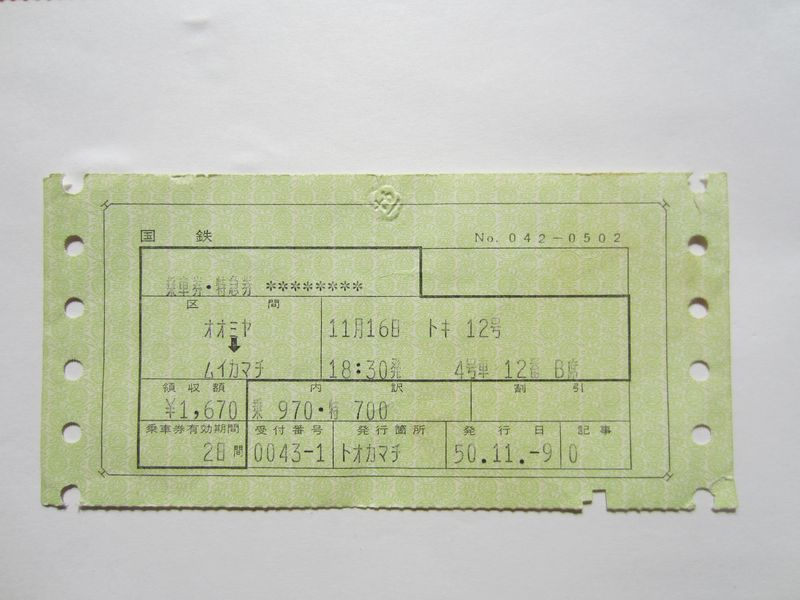 国 鉄 No. 042-0502
乗車券・特急券 ********
区 間
オオミヤ 11月16日 トキ 12号
↓
ムイカマチ 18:30発 4号車 12番 B席
領収額 内 訳 割 引
¥1,670 乗 970・特 700
乗車券有効期間 受付番号 発行箇所 発 行 日 記 事
2日間 0043-1 トオカマチ 50.11.-9 0